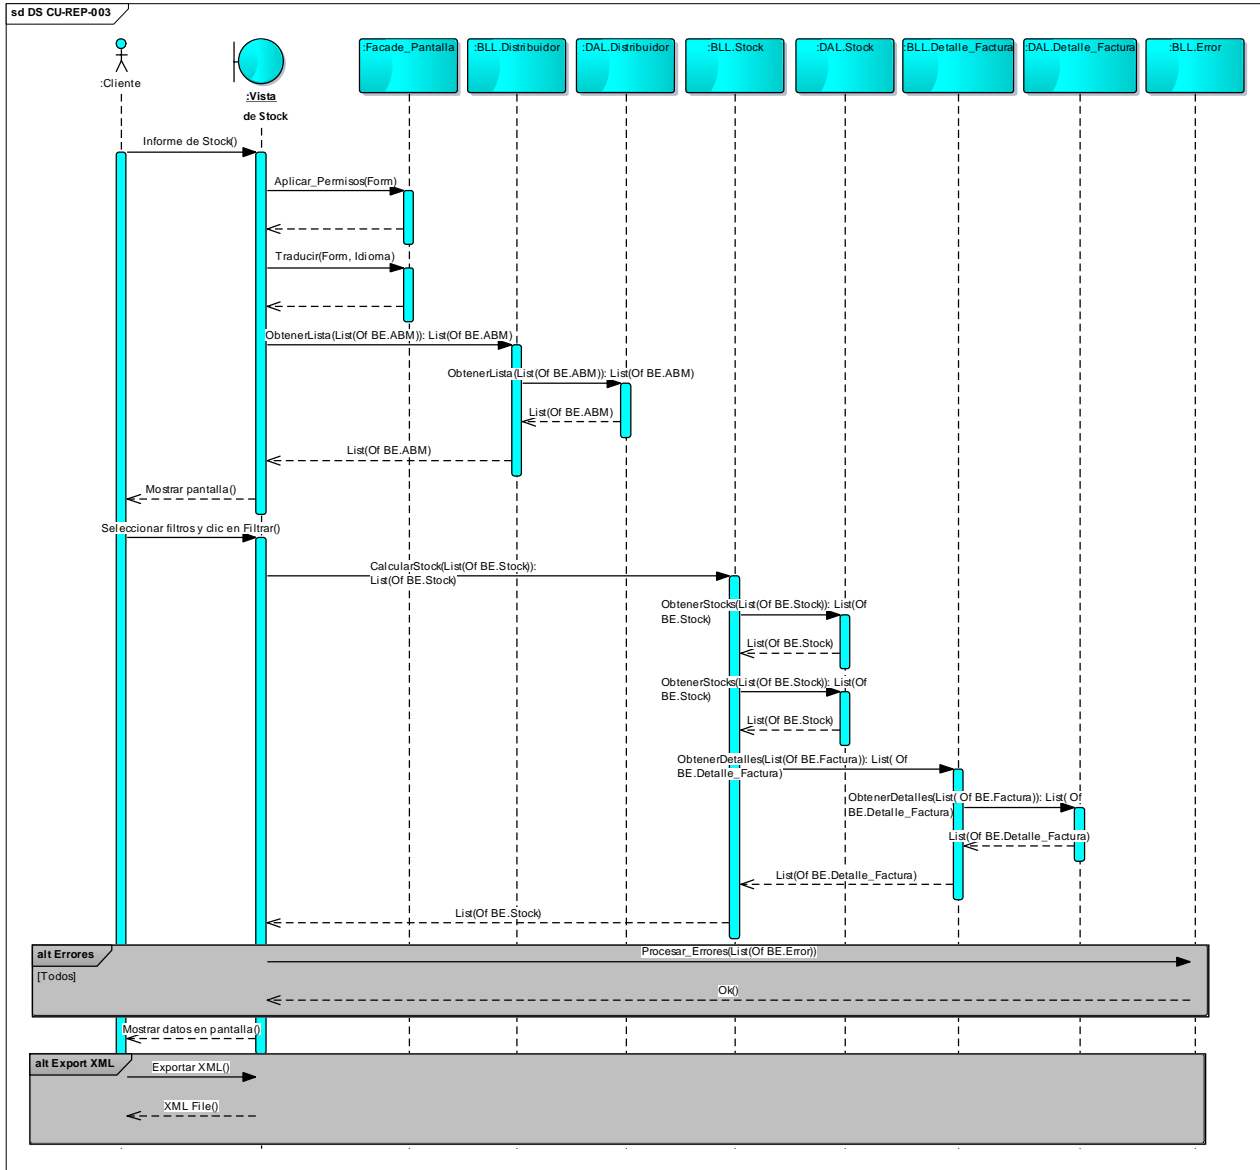 sd DS CU-REP-003
:Cliente
:Vista
de Stock
:Facade_Pantalla
:BLL.Distribuidor
:DAL.Distribuidor
:BLL.Stock
:DAL.Stock
:BLL.Detalle_Factura
:DAL.Detalle_Factura
:BLL.Error
Informe de Stock()
Aplicar_Permisos(Form)
Traducir(Form, Idioma)
ObtenerLista(List(Of BE.ABM)): List(Of BE.ABM)
ObtenerLista(List(Of BE.ABM)): List(Of BE.ABM)
List(Of BE.ABM)
List(Of BE.ABM)
Mostrar pantalla()
Seleccionar filtros y clic en Filtrar()
CalcularStock(List(Of BE.Stock)):
List(Of BE.Stock)
ObtenerStocks(List(Of BE.Stock)): List(Of
BE.Stock)
List(Of BE.Stock)
ObtenerStocks(List(Of BE.Stock)): List(Of
BE.Stock)
List(Of BE.Stock)
ObtenerDetalles(List(Of BE.Factura)): List( Of
BE.Detalle_Factura)
ObtenerDetalles(List( Of BE.Factura)): List( Of
BE.Detalle_Factura)
List(Of BE.Detalle_Factura)
List(Of BE.Detalle_Factura)
List(Of BE.Stock)
alt Errores
[Todos]
Procesar_Errores(List(Of BE.Error))
Ok()
Mostrar datos en pantalla()
alt Export XML
Exportar XML()
XML File()